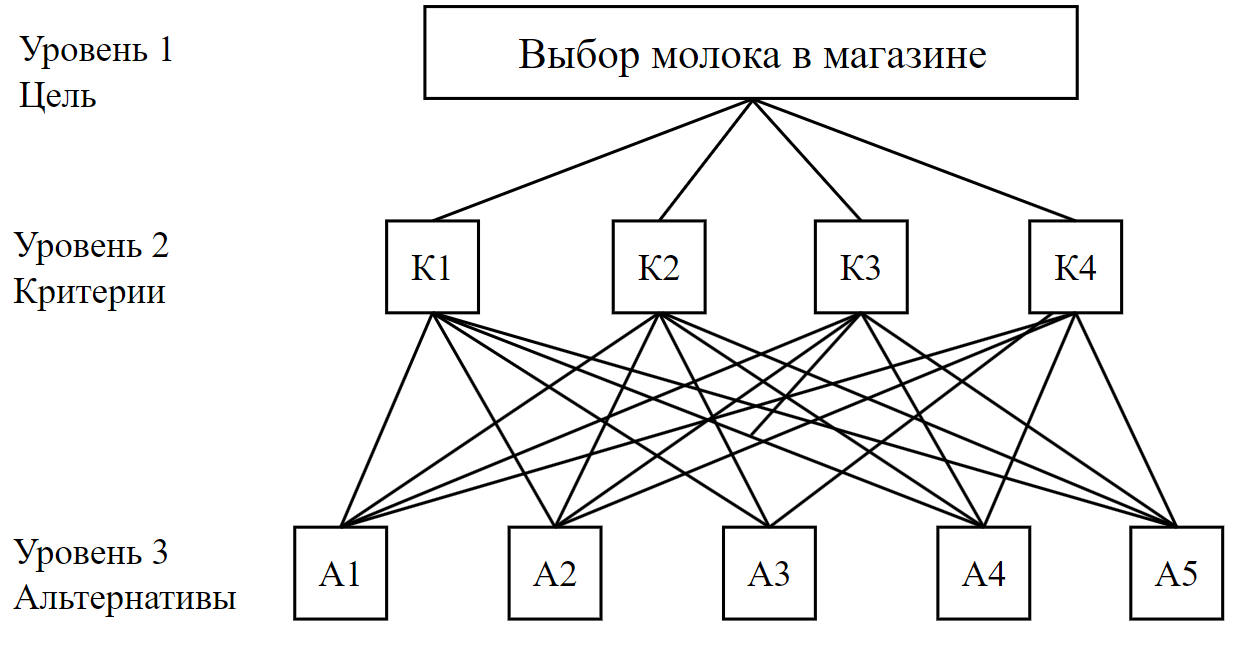 Уровень 1
Цель
Выбор молока в магазине
Уровень 2
Критерии
К1
К2
К3
К4
Уровень 3
Альтернативы
А1
А2
А3
А4
А5